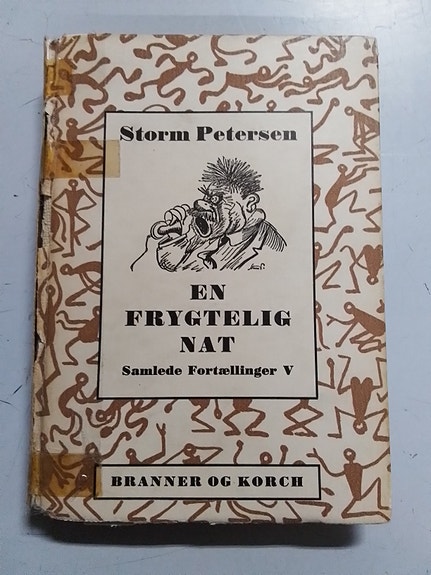 Storm Petersen
EN
FRYGTELIG
NAT
Samlede Fortællinger V
BRANNER OG KORCH